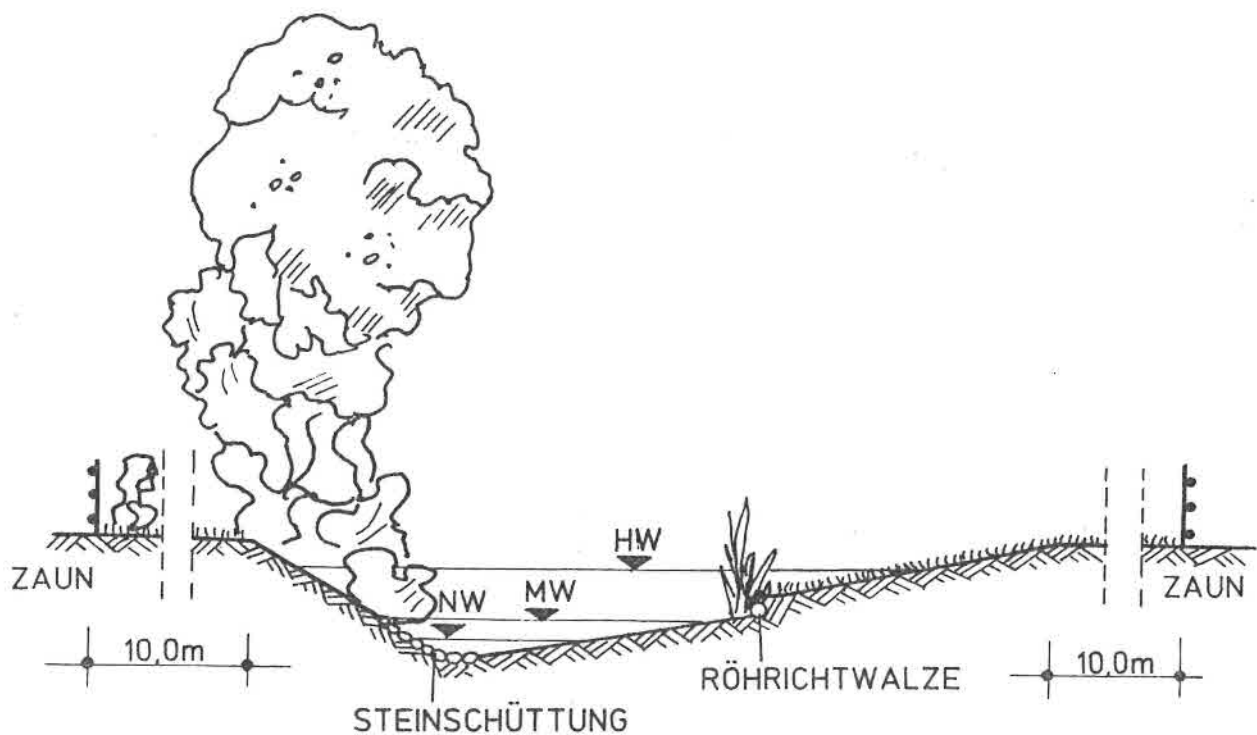 HW
NW
MW
ZAUN
ZAUN
10,0m
RÖHRICHTWALZE
10,0m
STEINSCHÜTTUNG